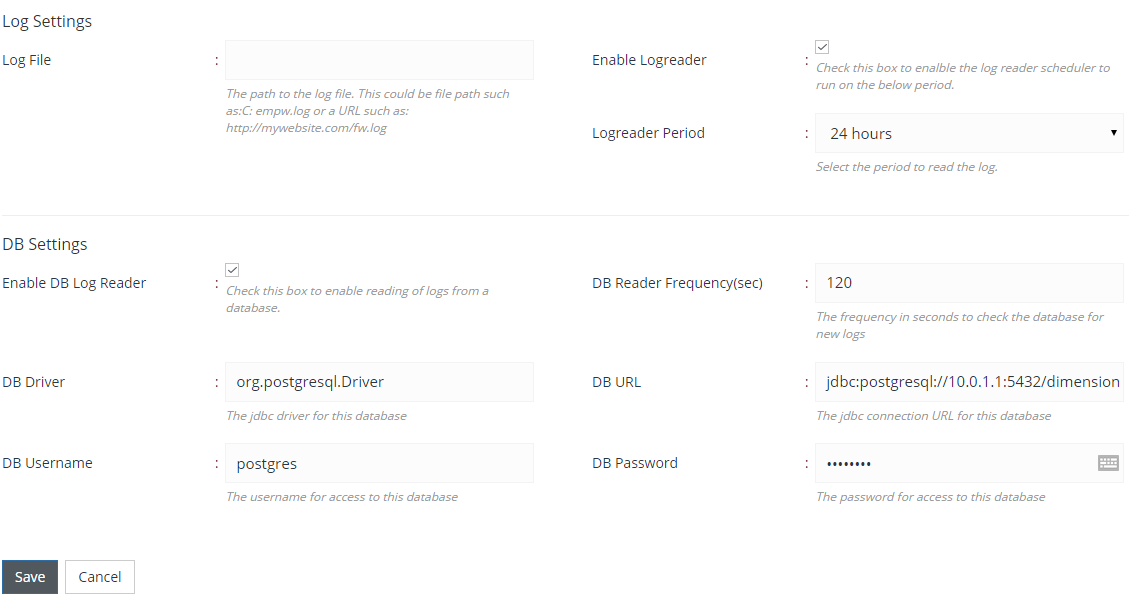 Log Settings
Log File :
The path to the log file. This could be file path such
as:C: empw.log or a URL such as:
http://mywebsite.com/fw.log
Enable Logreader :
Check this box to enalble the log reader scheduler to
run on the below period.
Logreader Period : 24 hours
Select the period to read the log.
DB Settings
Enable DB Log Reader :
Check this box to enable reading of logs from a
database.
DB Reader Frequency(sec) : 120
The frequency in seconds to check the database for
new logs
DB Driver : org.postgresql.Driver
The jdbc driver for this database
DB URL : jdbc:postgresql://10.0.1.1:5432/dimension
The jdbc connection URL for this database
DB Username : postgres
The username for access to this database
DB Password : ••••••••
The password for access to this database
Save Cancel